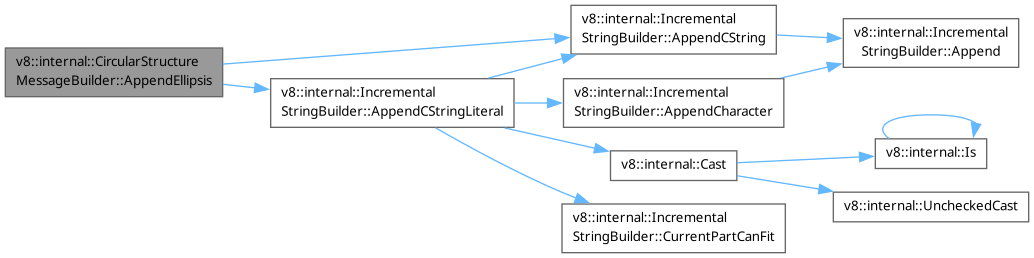 v8::internal::CircularStructure
MessageBuilder::AppendEllipsis
v8::internal::Incremental
StringBuilder::AppendCString
v8::internal::Incremental
StringBuilder::Append
v8::internal::Incremental
StringBuilder::AppendCStringLiteral
v8::internal::Incremental
StringBuilder::AppendCharacter
v8::internal::Cast
v8::internal::Is
v8::internal::UncheckedCast
v8::internal::Incremental
StringBuilder::CurrentPartCanFit